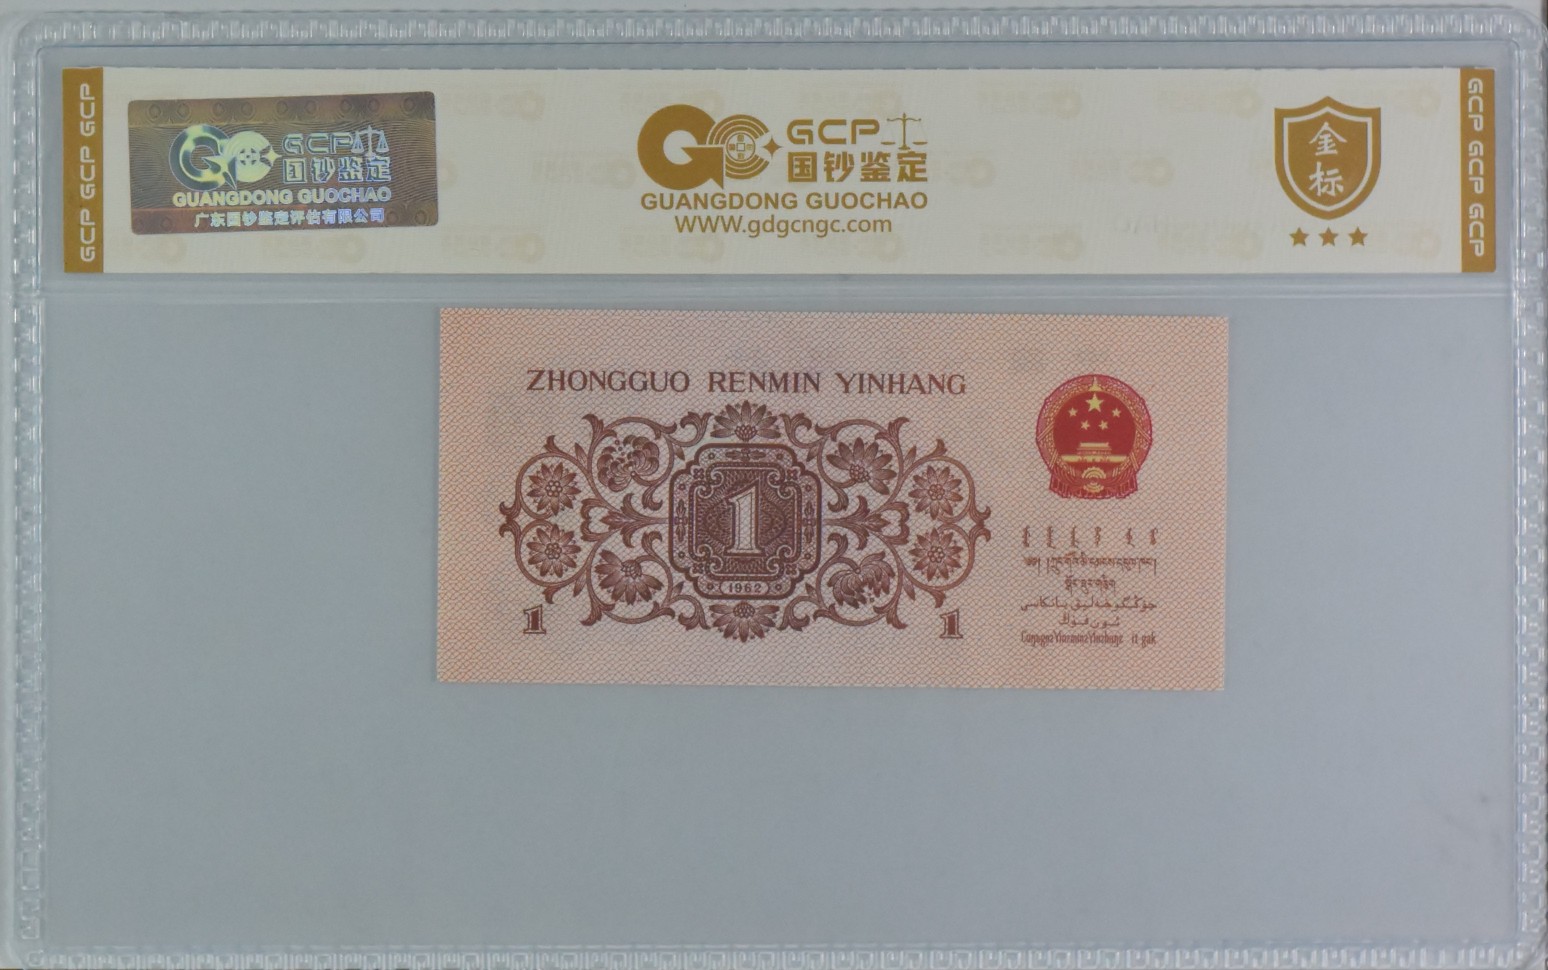 GCP GCP GCP
GCP
国钞鉴定
GUANGDONG GUOCHAO
广东国钞鉴定评估有限公司
GCP
国钞鉴定
GUANGDONG GUOCHAO
WWW.gdgcngc.com
金
标
GCP GCP GCP
ZHONGGUO RENMIN YINHANG
1
(1962)
1
1